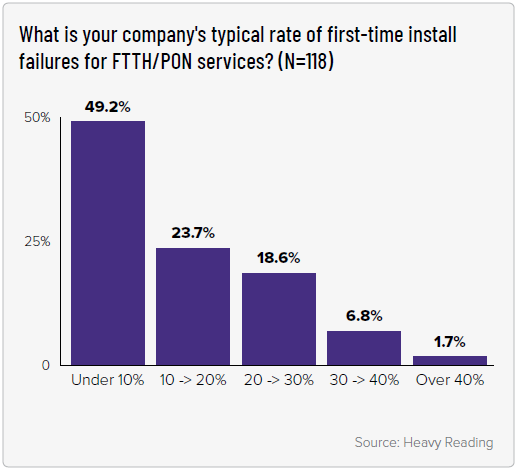 What is your company's typical rate of first-time install
failures for FTTH/PON services? (N=118)
49.2%
50%
23.7%
25%
18.6%
6.8%
1.7%
0
Under 10%
10 -> 20%
20 -> 30%
30 -> 40%
Over 40%
Source: Heavy Reading